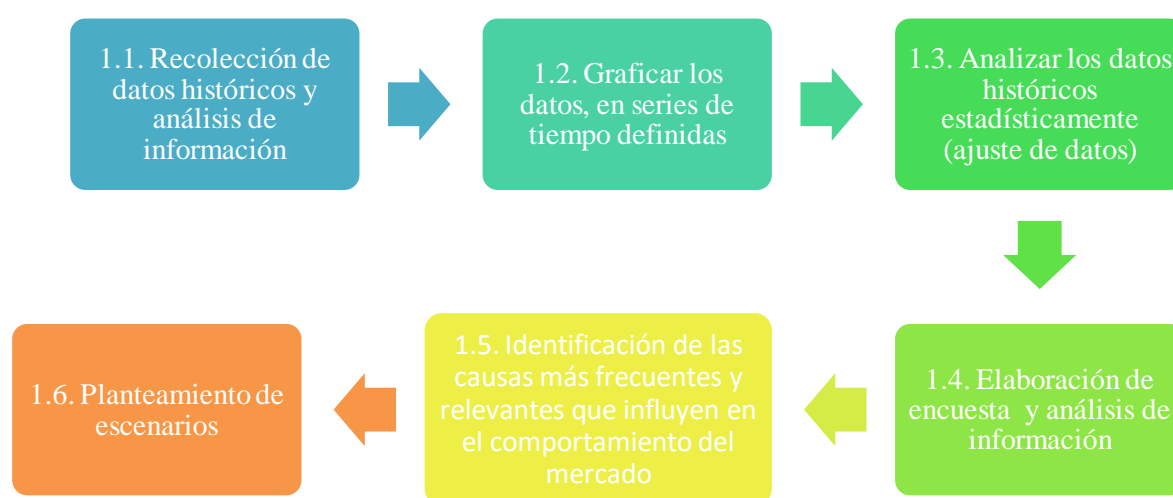 1.1. Recolección de
datos históricos y
análisis de
información
1.2. Graficar los
datos, en series de
tiempo definidas
1.3. Analizar los datos
históricos
estadísticamente
(ajuste de datos)
1.4. Elaboración de
encuesta y análisis de
información
1.5. Identificación de las
causas más frecuentes y
relevantes que influyen en
el comportamiento del
mercado
1.6. Planteamiento de
escenarios